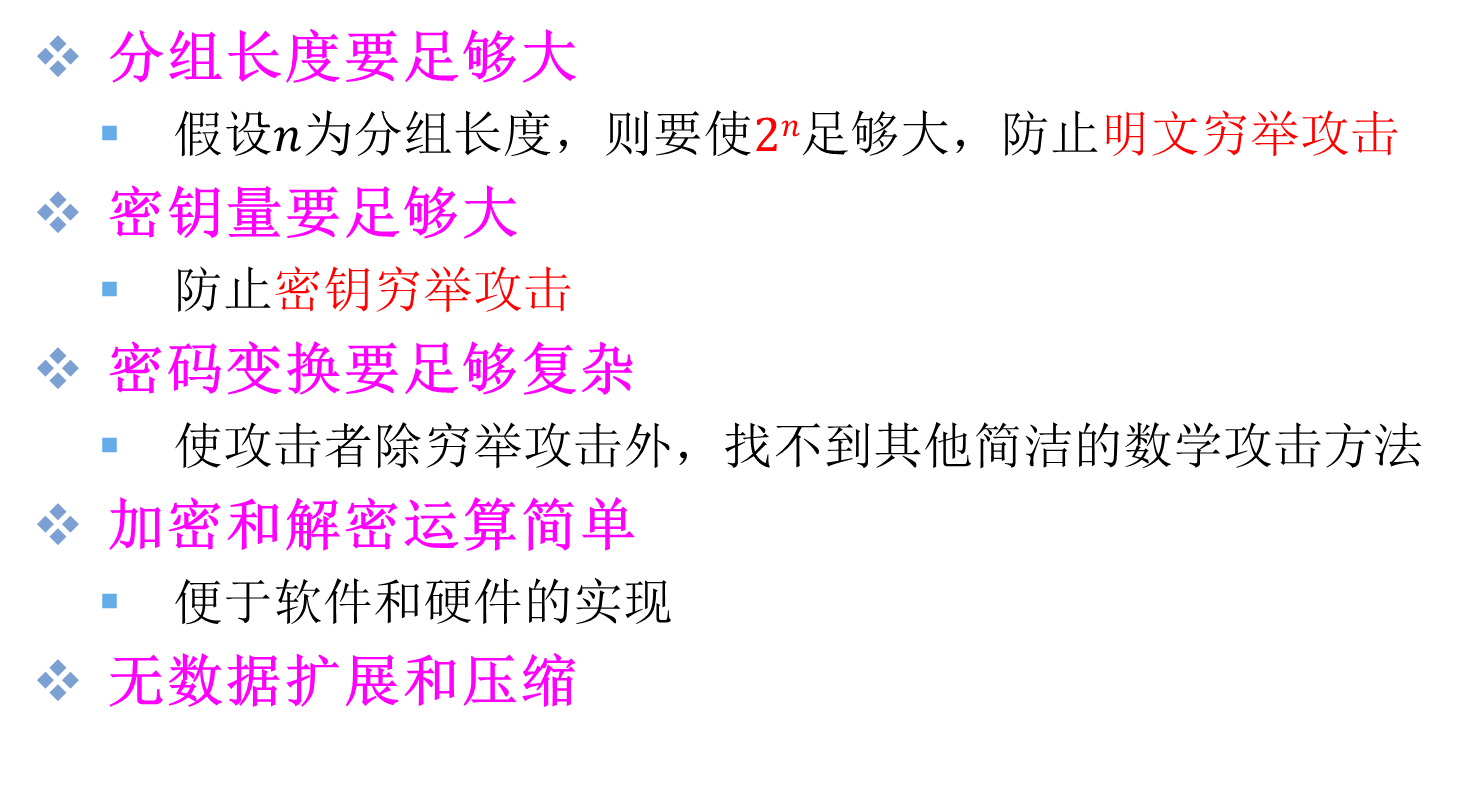 分组长度要足够大
假设n为分组长度，则要使2ⁿ足够大，防止明文穷举攻击
密钥量要足够大
防止密钥穷举攻击
密码变换要足够复杂
使攻击者除穷举攻击外，找不到其他简洁的数学攻击方法
加密和解密运算简单
便于软件和硬件的实现
无数据扩展和压缩